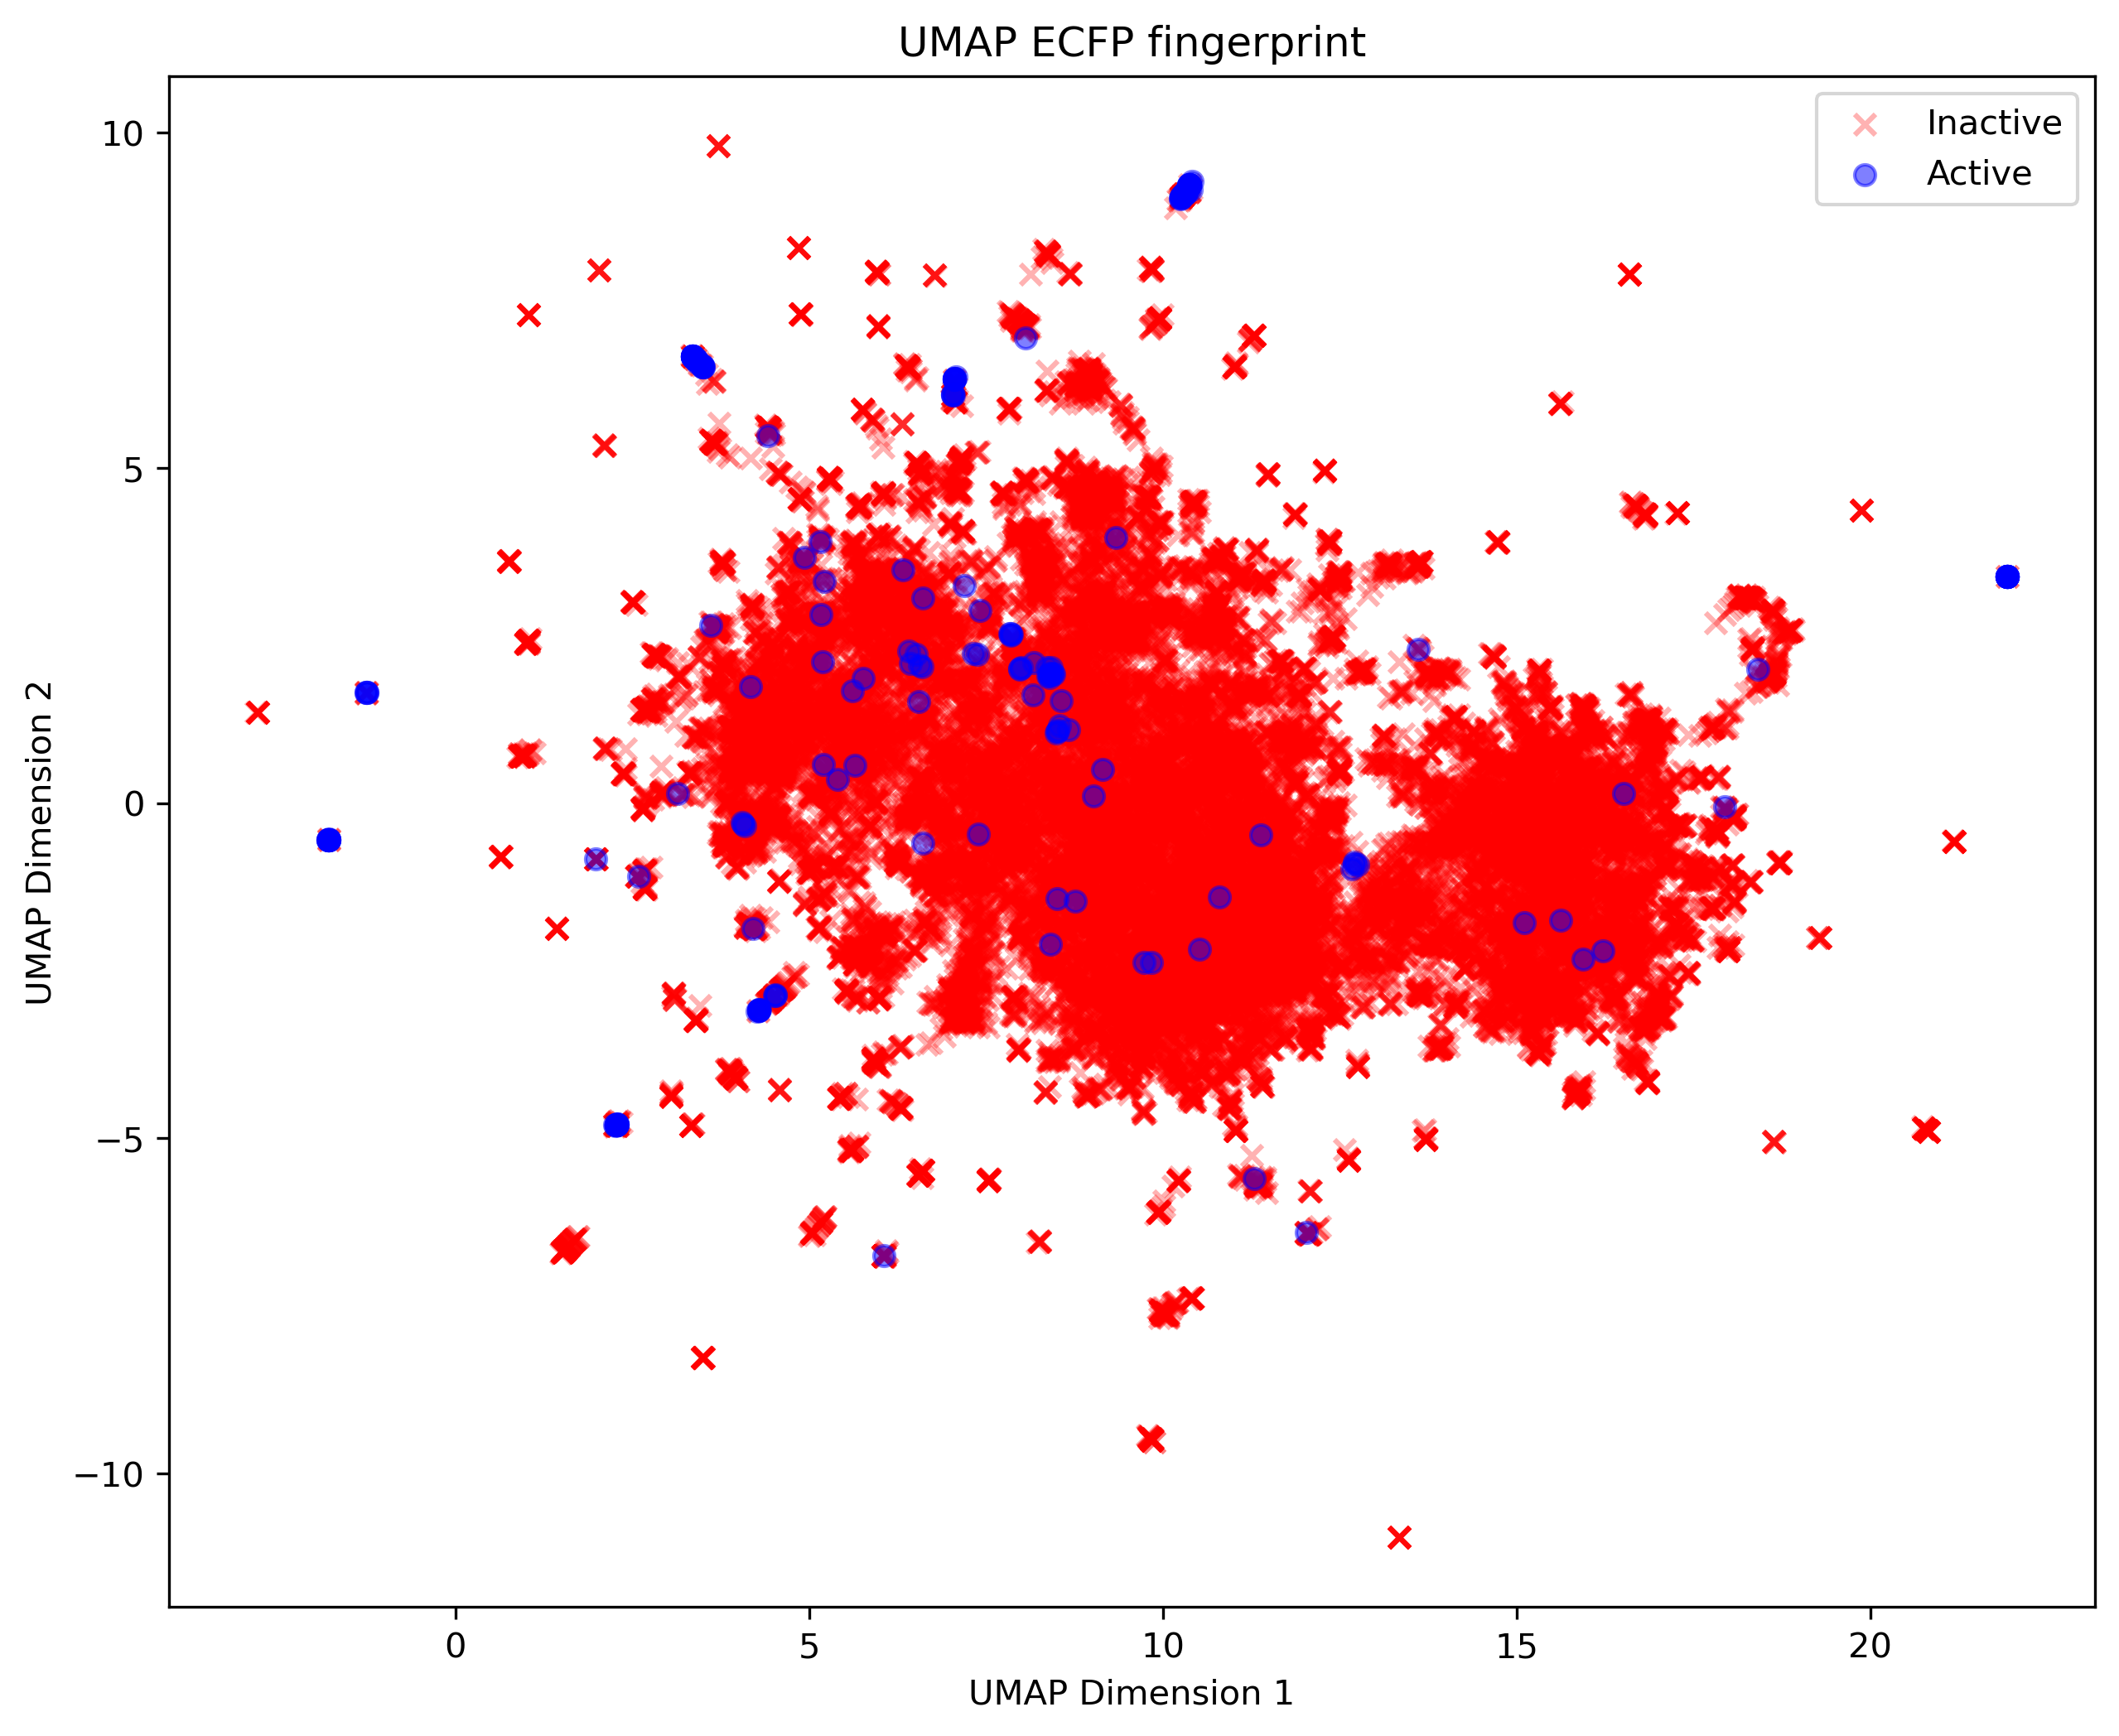 UMAP ECFP fingerprint
Inactive
Active
10
5
0
−5
−10
UMAP Dimension 2
0 5 10 15 20
UMAP Dimension 1